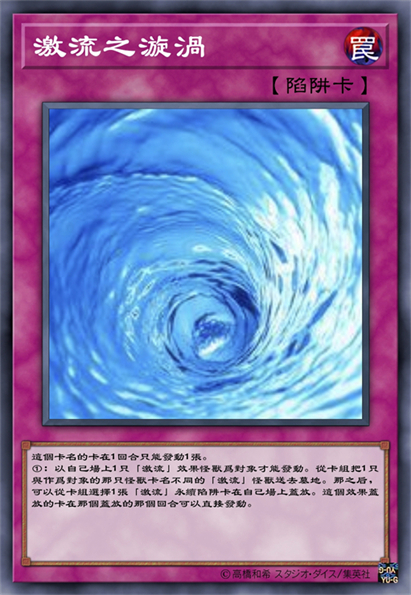 激流之漩渦
罠
【陷阱卡】
這個卡名的卡在1回合只能發動1張。
①：以自己場上1只「激流」效果怪獸爲對象才能發動。從卡組把1只
與作爲對象的那只怪獸卡名不同的「激流」怪獸送去墓地。那之后，
可以從卡組選擇1張「激流」永續陷阱卡在自己場上蓋放。這個效果蓋
放的卡在那個蓋放的那個回合可以直接發動。
©高橋和希 スタジオ・ダイス/集英社